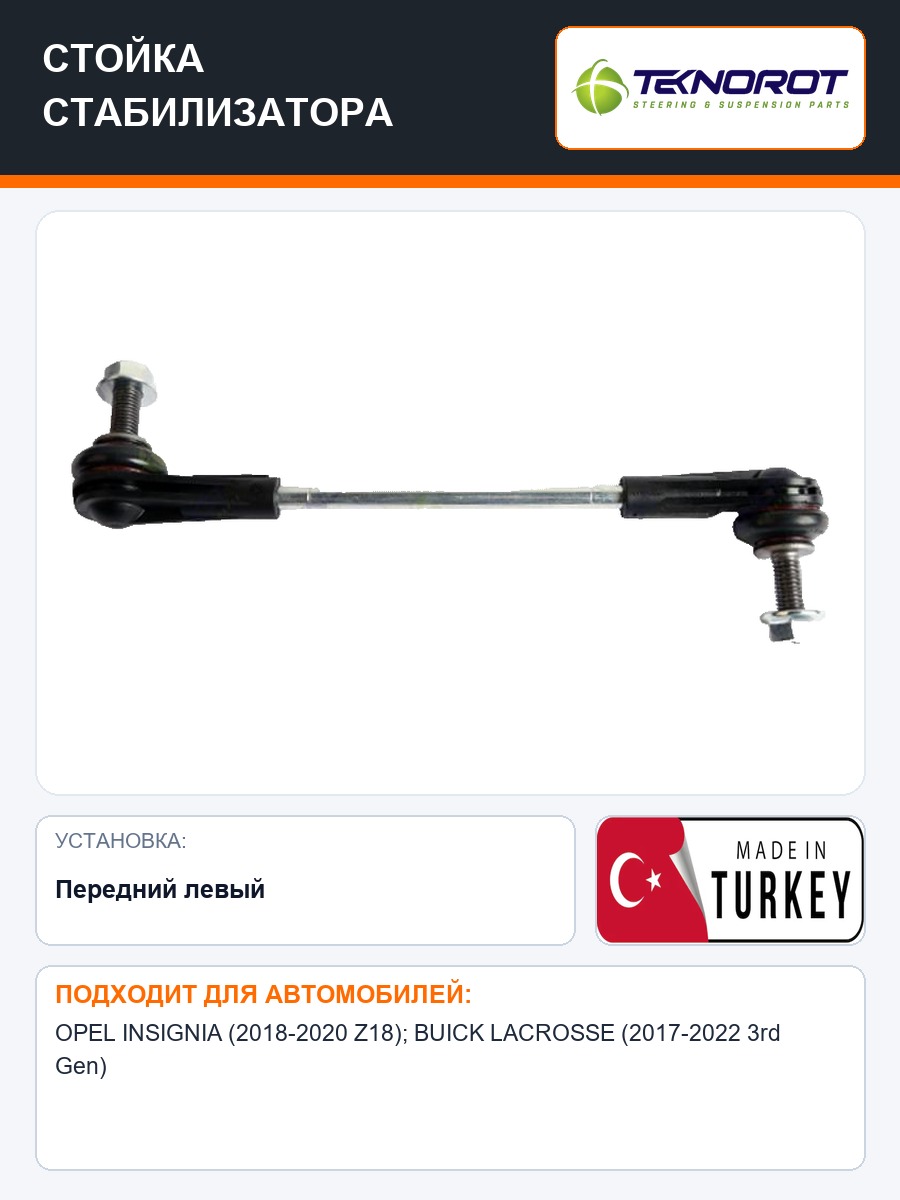 СТОЙКА
СТАБИЛИЗАТОРА
TEKNOROT
STEERING & SUSPENSION PARTS
УСТАНОВКА:
Передний левый
MADE IN
TURKEY
ПОДХОДИТ ДЛЯ АВТОМОБИЛЕЙ:
OPEL INSIGNIA (2018-2020 Z18); BUICK LACROSSE (2017-2022 3rd
Gen)